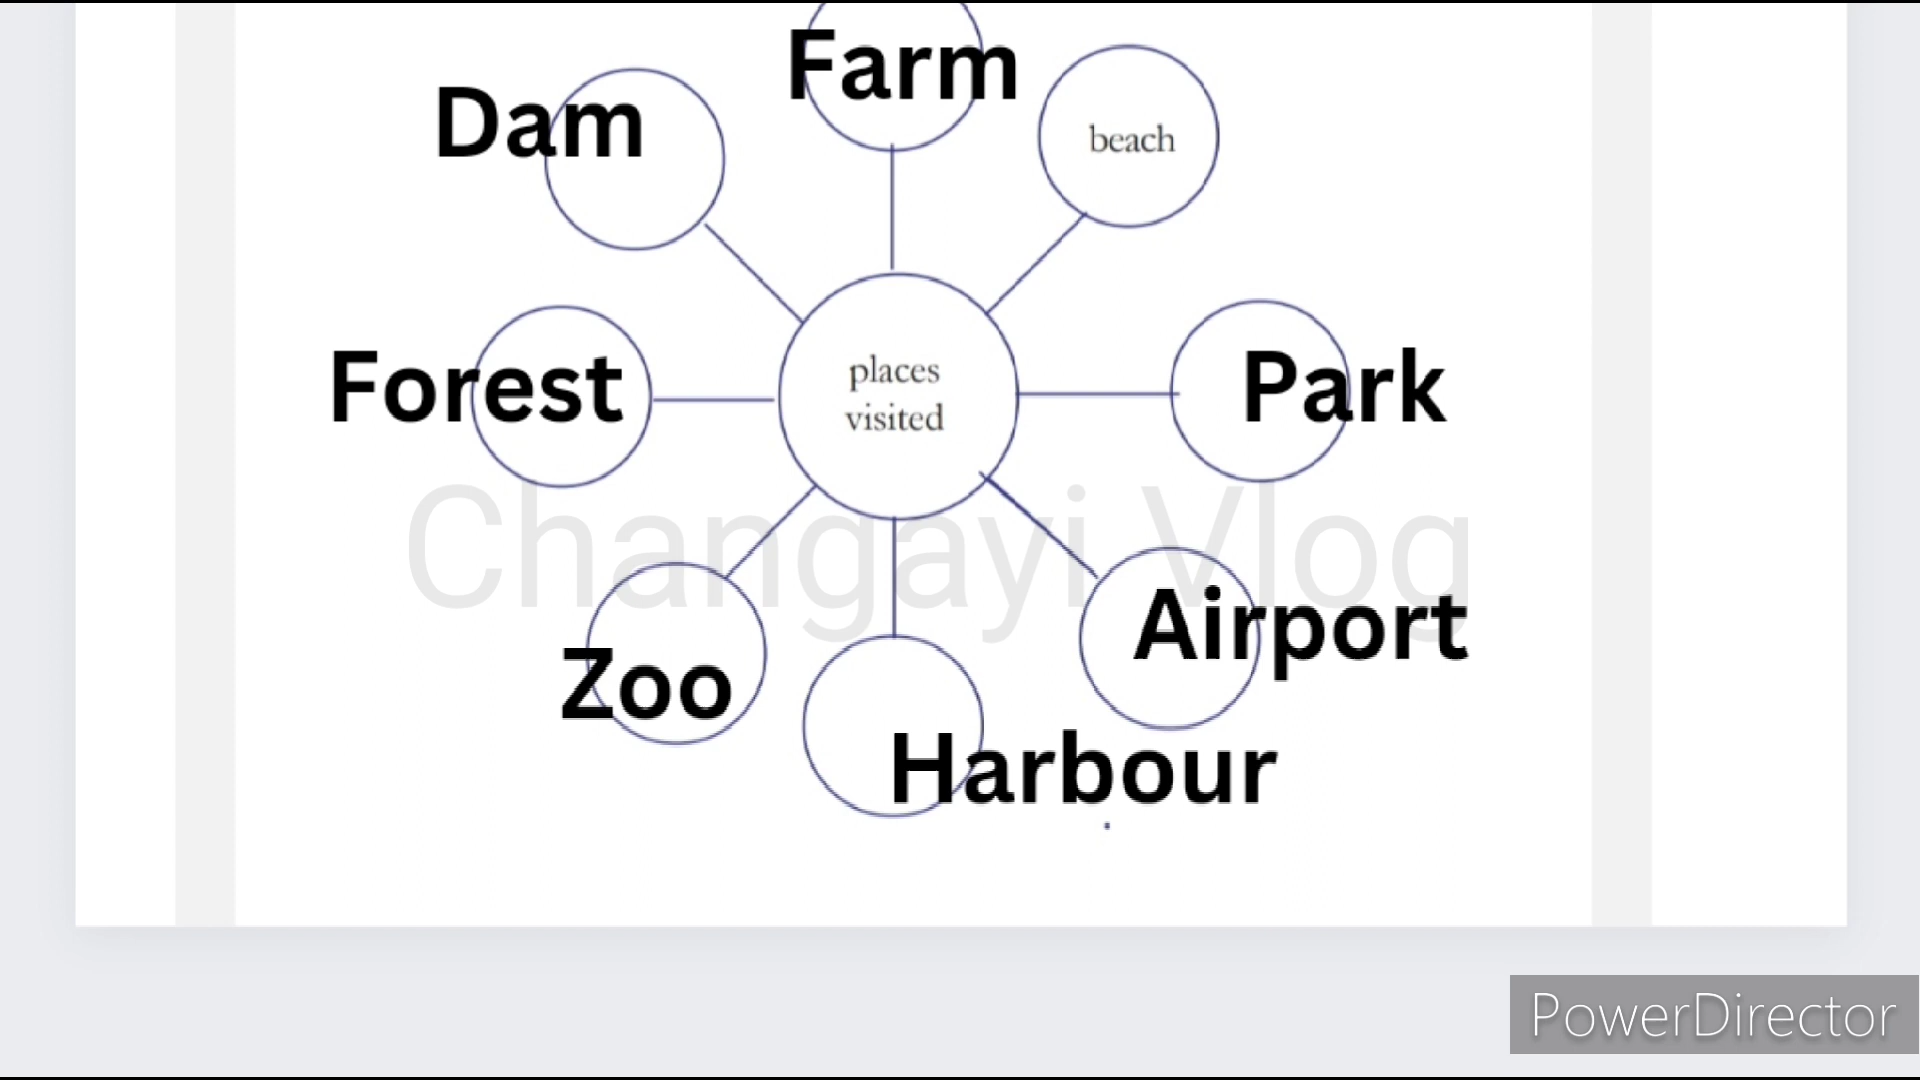 Farm
Dam
beach
places
visited
Forest
Park
Changayi Vlog
Airport
Zoo
Harbour
PowerDirector